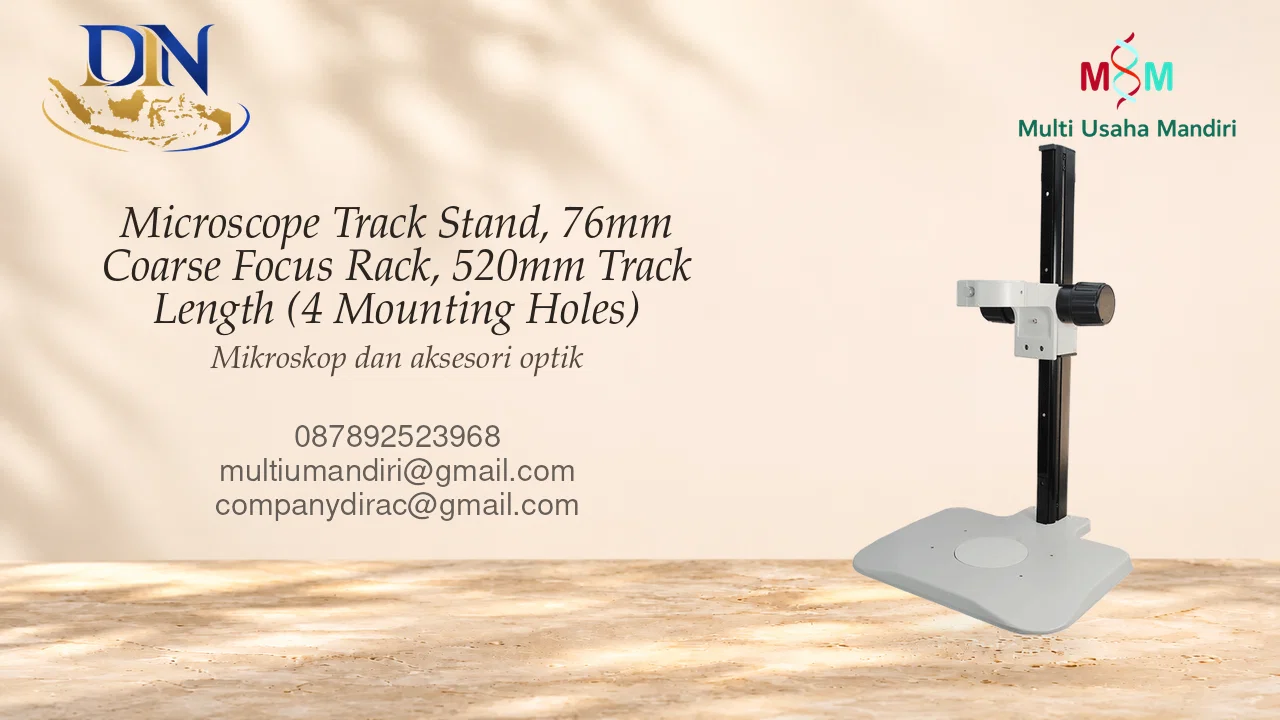 DIN
M M
Multi Usaha Mandiri
Microscope Track Stand, 76mm
Coarse Focus Rack, 520mm Track
Length (4 Mounting Holes)
Mikroskop dan aksesori optik
087892523968
multiumandiri@gmail.com
companydirac@gmail.com